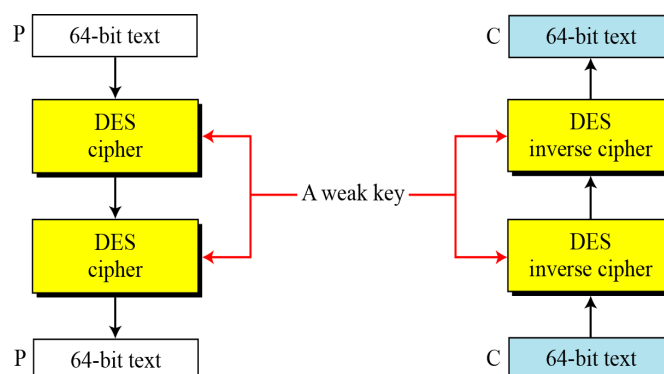 P 64-bit text
DES
cipher
DES
cipher
P 64-bit text
A weak key
C 64-bit text
DES
inverse cipher
DES
inverse cipher
C 64-bit text